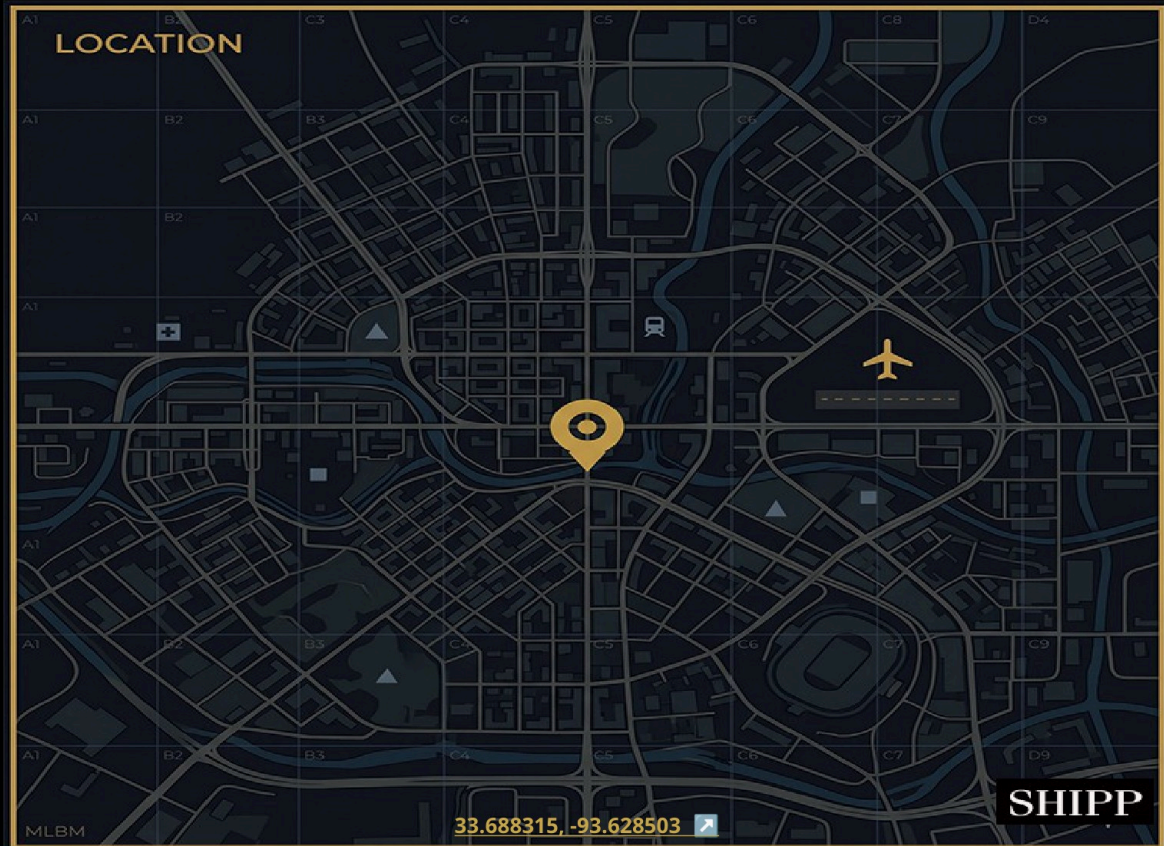 A1 B2 C3 C4 C5 C6 C8 D4
LOCATION
A1 B2 B3 C4 C5 C6 C7 C9
A1 B2
A1
A1
A1 B2 B3 C4 C5 C6 C7 C9
A1 B2 B3 C4 C5 C6 C7 D9
SHIPP
33.688315, -93.628503
MLBM